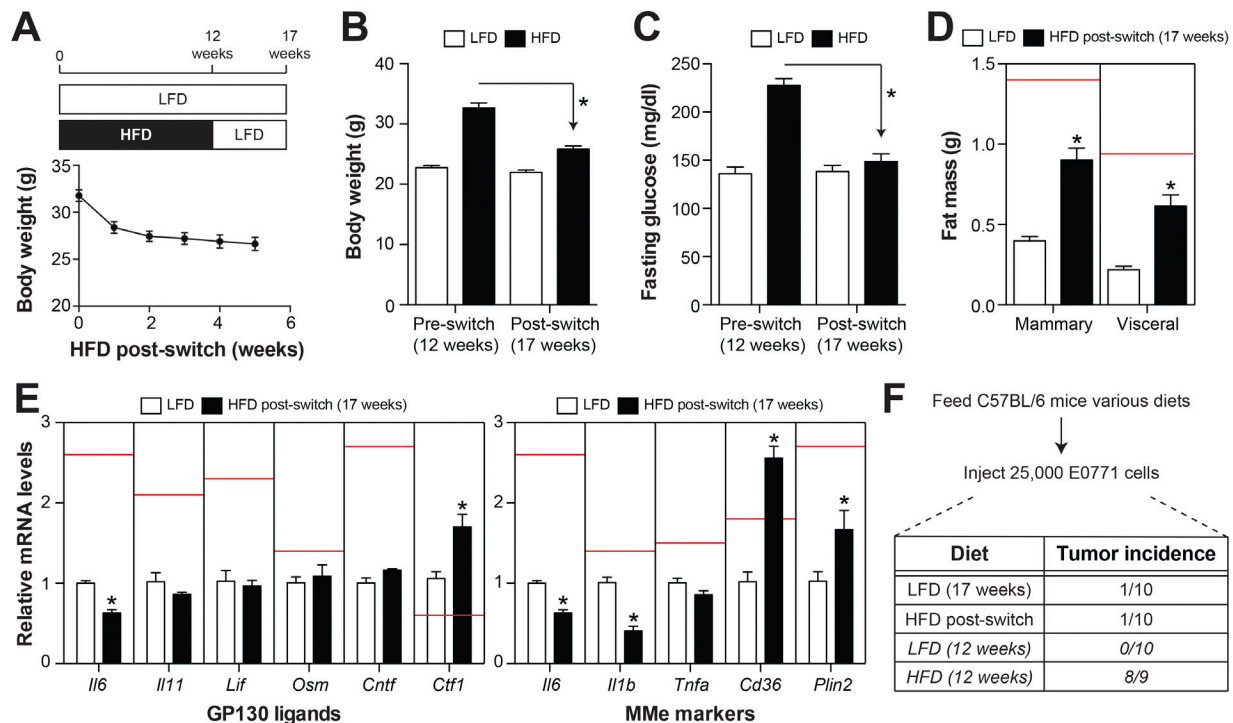 A
0
12
weeks
17
weeks
LFD
HFD
LFD
Body weight (g)
35
30
25
20
0
2
4
6
HFD post-switch (weeks)
B
LFD
HFD
Body weight (g)
40
30
20
10
0
*
Pre-switch
(12 weeks)
Post-switch
(17 weeks)
C
LFD
HFD
Fasting glucose (mg/dl)
250
200
150
100
50
0
*
Pre-switch
(12 weeks)
Post-switch
(17 weeks)
D
LFD
HFD post-switch (17 weeks)
Fat mass (g)
1.5
1.0
0.5
0.0
*
*
Mammary
Visceral
E
LFD
HFD post-switch (17 weeks)
Relative mRNA levels
3
2
1
0
*
*
Il6
Il11
Lif
Osm
Cntf
Ctf1
GP130 ligands
LFD
HFD post-switch (17 weeks)
3
2
1
0
*
*
*
*
Il6
Il1b
Tnfa
Cd36
Plin2
MMe markers
F
Feed C57BL/6 mice various diets
Inject 25,000 E0771 cells
Diet
Tumor incidence
LFD (17 weeks)
1/10
HFD post-switch
1/10
LFD (12 weeks)
0/10
HFD (12 weeks)
8/9